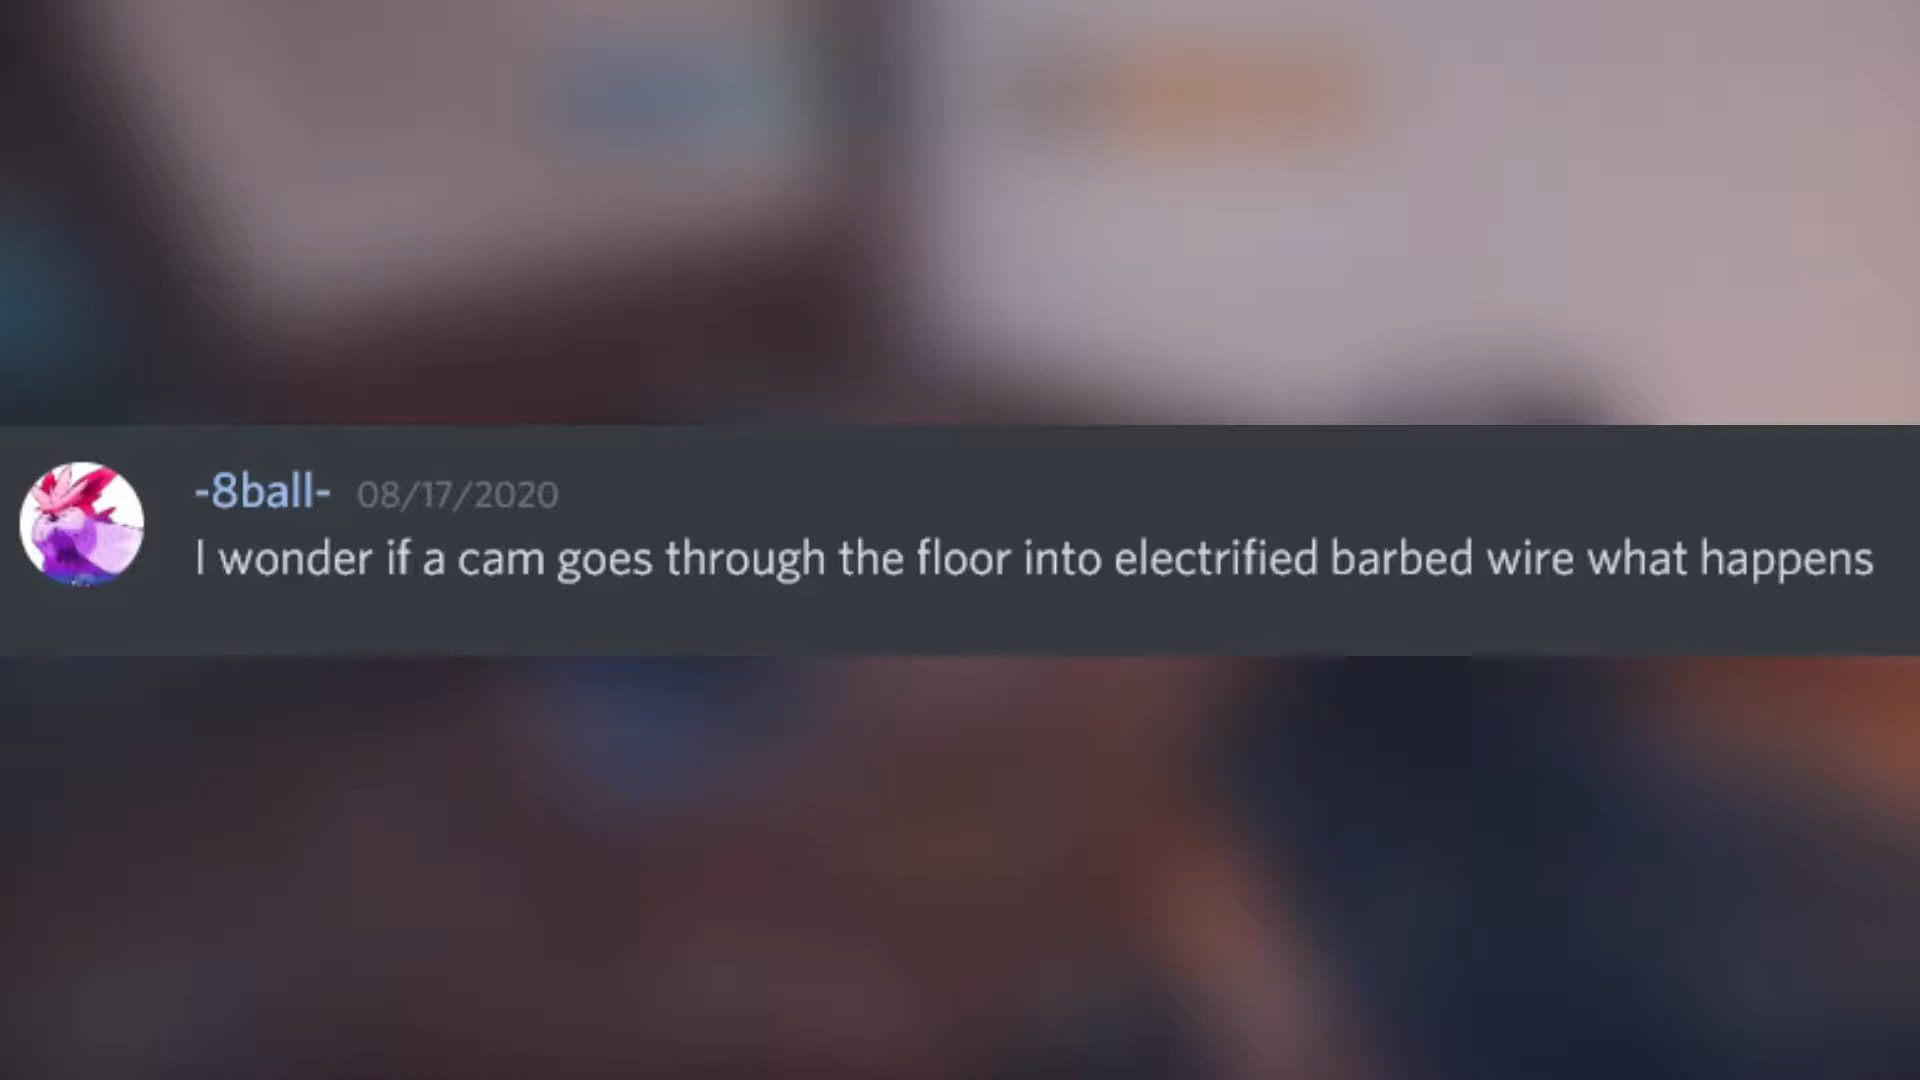 -8ball- 08/17/2020
I wonder if a cam goes through the floor into electrified barbed wire what happens